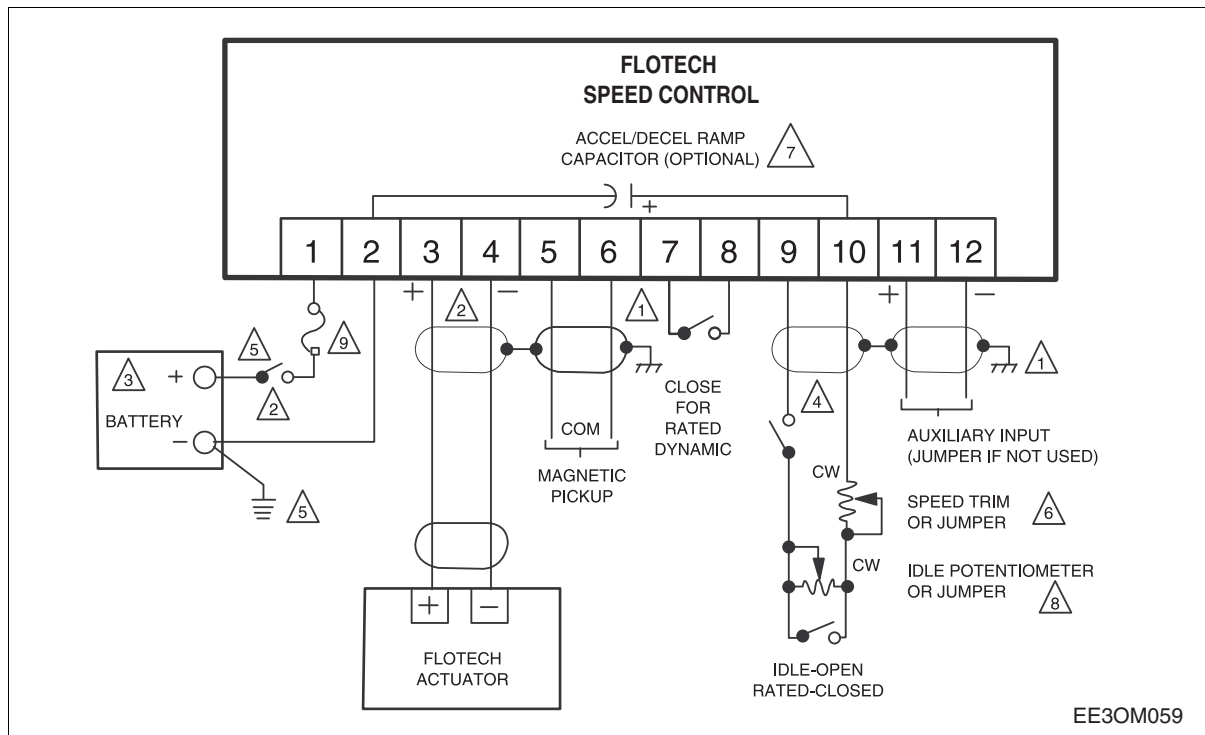 FLOTECH
SPEED CONTROL
ACCEL/DECEL RAMP
CAPACITOR (OPTIONAL) 7
+
1 2 3 4 5 6 7 8 9 10 11 12
+ 2 − 1 + −
3 + 5 9
2
BATTERY
−
5
COM
MAGNETIC
PICKUP
CLOSE
FOR
RATED
DYNAMIC
4
1
AUXILIARY INPUT
(JUMPER IF NOT USED)
CW
SPEED TRIM
OR JUMPER 6
CW
IDLE POTENTIOMETER
OR JUMPER 8
+ −
FLOTECH
ACTUATOR
IDLE-OPEN
RATED-CLOSED
EE3OM059